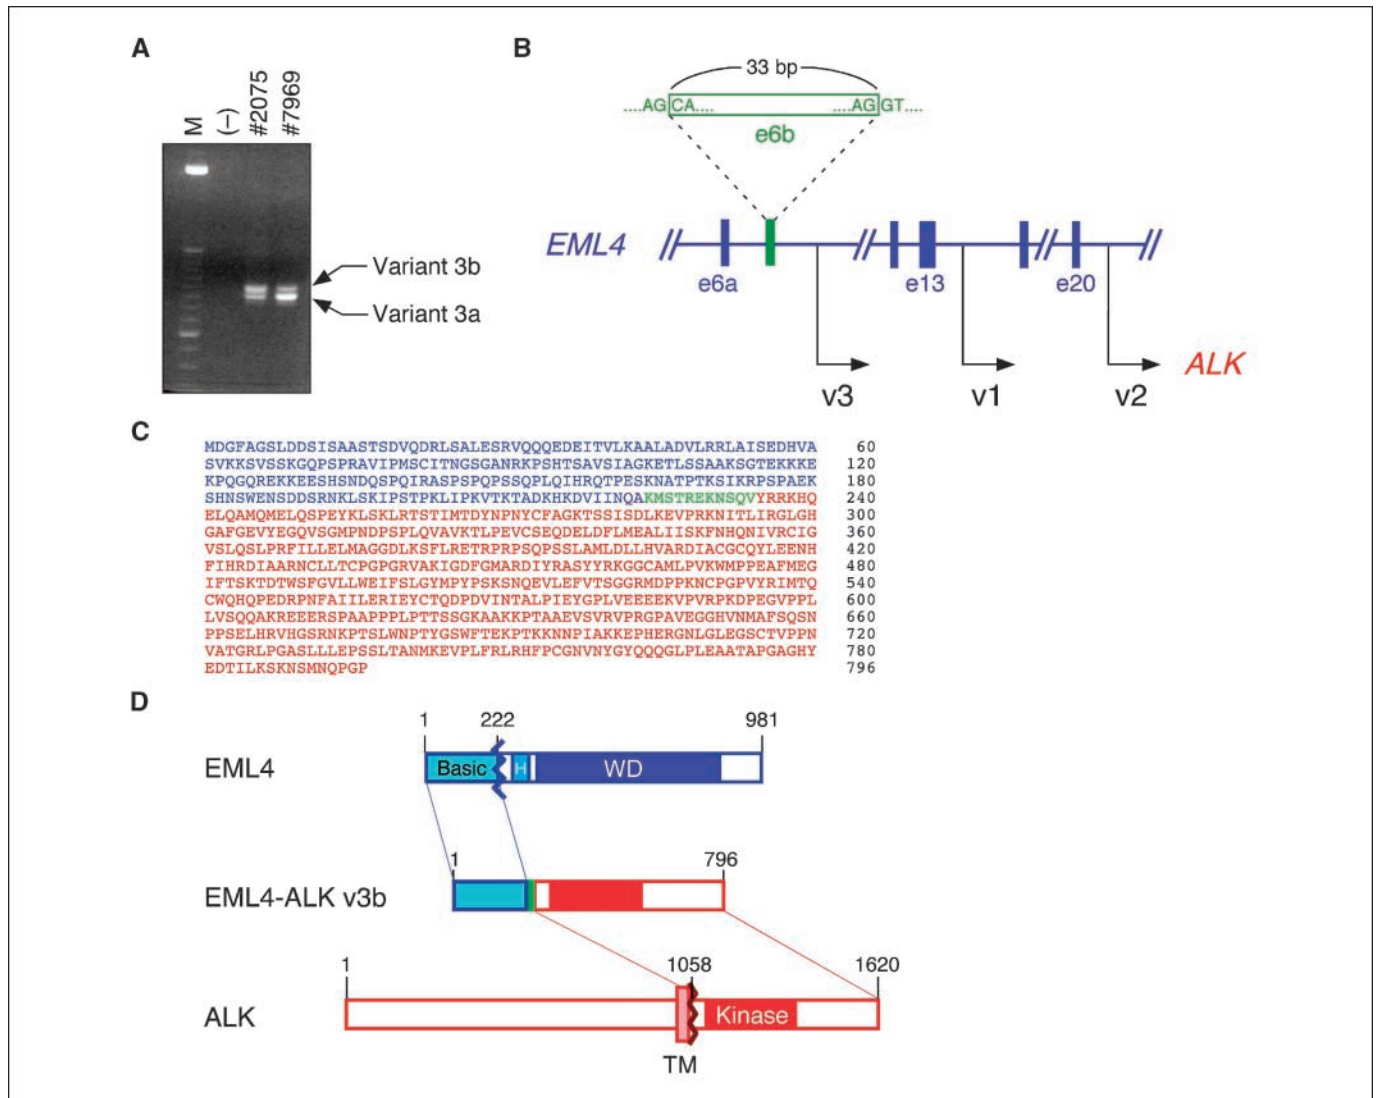 A
M
(–)
#2075
#7969
Variant 3b
Variant 3a
B
33 bp
....AG CA.... ....AG GT....
e6b
EML4
e6a
e13
e20
v3
v1
v2
ALK
C
MDGFAGSLDDSISAASTSDVQDRLSALESRVQQQEDEITVLKAALADVLRRLAISEDHVA 60
SVKKSVSSKGQPSPRAVIPMSCITNGSGANRKPSHTSAVSIAGKETLSSAAKSGTEKKKE 120
KPQGQREKKEESHSNDQSPQIRASPSPQPSSQPLQIHRQTPESKNATPTKSIKRPSPAEK 180
SHNSWENSDDSRNKLSKIPSTPKLIPKVTKTADKHKDVIINQAKMSTREKNSQVYRRKHQ 240
ELQAMQMELQSPEYKLSKLRTSTIMTDYNPNYCFAGKTSSISDLKEVPRKNITLIRGLGH 300
GAFGEVYEGQVSGMPNDPSPLQVAVKTLPEVCSEQDELDFLMEALIISKFNHQNIVRCIG 360
VSLQSLPRFILLELMAGGDLKSFLRETRPRPSQPSSLAMLDLLHVARDIACGCQYLEENH 420
FIHRDIAARNCLLTCPGPGRVAKIGDFGMARDIYRASYYRKGGCAMLPVKWMPPEAFMEG 480
IFTSKTDTWSFGVLLWEIFSLGYMPYPSKSNQEVLEFVTSGGRMDPPKNCPGPVYRIMTQ 540
CWQHQPEDRPNFAIILERIEYCTQDPDVINTALPIEYGPLVEEEEKVPVRPKDPEGVPPL 600
LVSQQAKREEERSPAAPPPLPTTSSGKAAKKPTAAEVSVRVPRGPAVEGGHVNMAFSQSN 660
PPSELHRVHGSRNKPTSLWNPTYGSWFTEKPTKKNNPIAKKEPHERGNLGLEGSCTVPPN 720
VATGRLPGASLLLEPSSLTANMKEVPLFRLRHFPCGNVNYGYQQQGLPLEAATAPGAGHY 780
EDTILKSKNSMNQPGP 796
D
1 222 981
EML4
Basic H WD
1 796
EML4-ALK v3b
1 1058 1620
ALK
Kinase
TM